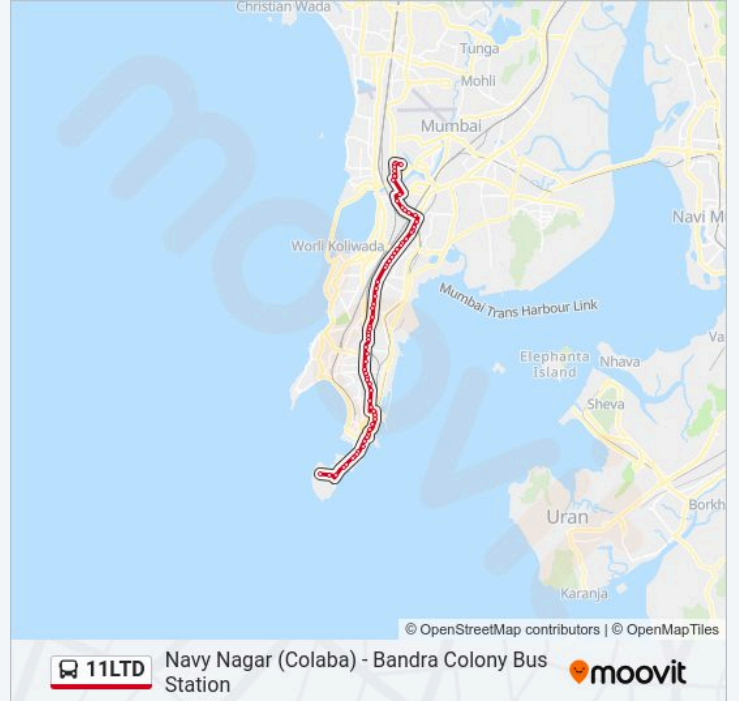 Christian Wada
Tunga
Mohli
Mumbai
Navi M
Worli Koliwada
Mumbai Trans Harbour Link
Va
Elephanta
Island
Nhava
Sheva
Uran
Borkh
Karanja
© OpenStreetMap contributors | © OpenMapTiles
11LTD
Navy Nagar (Colaba) - Bandra Colony Bus
Station
moovit
moovit